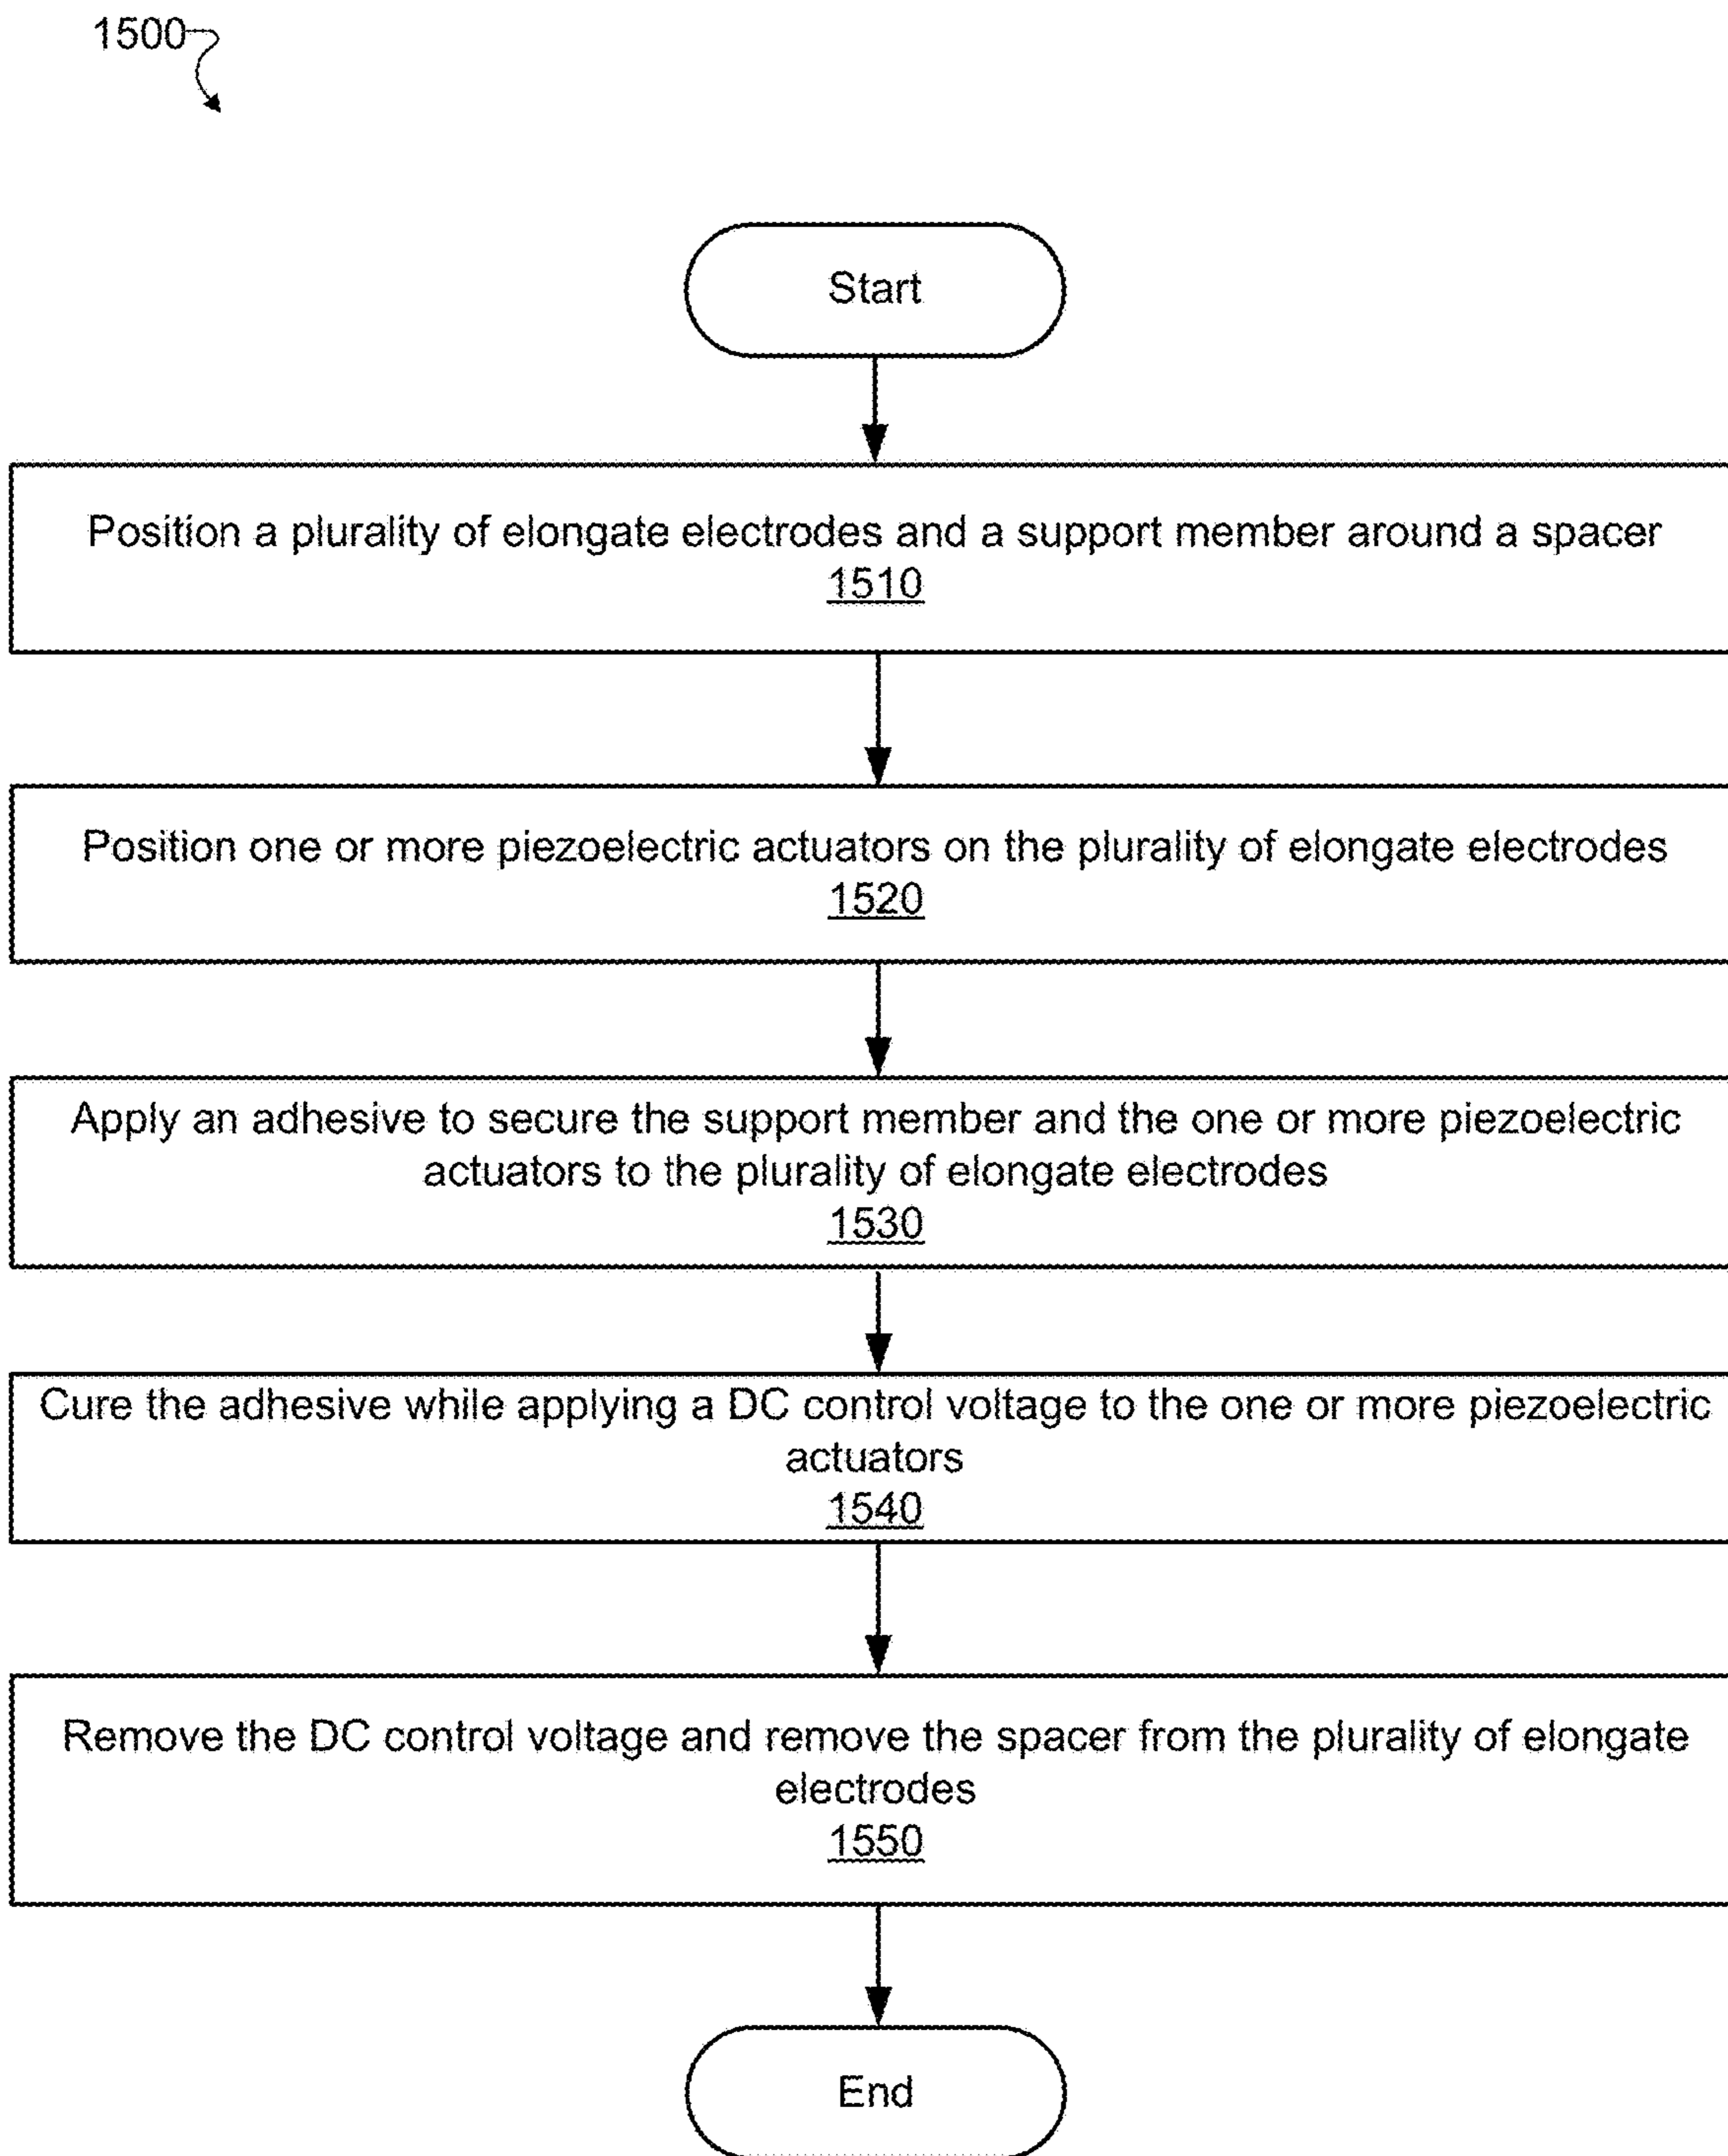 1500
Start
Position a plurality of elongate electrodes and a support member around a spacer
1510
Position one or more piezoelectric actuators on the plurality of elongate electrodes
1520
Apply an adhesive to secure the support member and the one or more piezoelectric
actuators to the plurality of elongate electrodes
1530
Cure the adhesive while applying a DC control voltage to the one or more piezoelectric
actuators
1540
Remove the DC control voltage and remove the spacer from the plurality of elongate
electrodes
1550
End